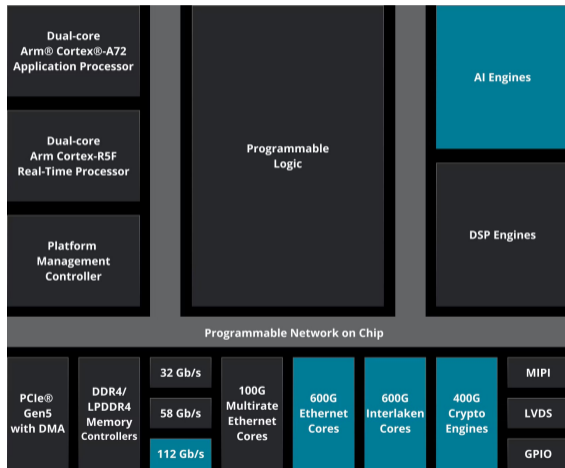 Dual-core
Arm® Cortex®-A72
Application Processor
Dual-core
Arm Cortex-R5F
Real-Time Processor
Platform
Management
Controller
Programmable
Logic
AI Engines
DSP Engines
Programmable Network on Chip
PCIe®
Gen5
with DMA
DDR4/
LPDDR4
Memory
Controllers
32 Gb/s
58 Gb/s
112 Gb/s
100G
Multirate
Ethernet
Cores
600G
Ethernet
Cores
600G
Interlaken
Cores
400G
Crypto
Engines
MIPI
LVDS
GPIO